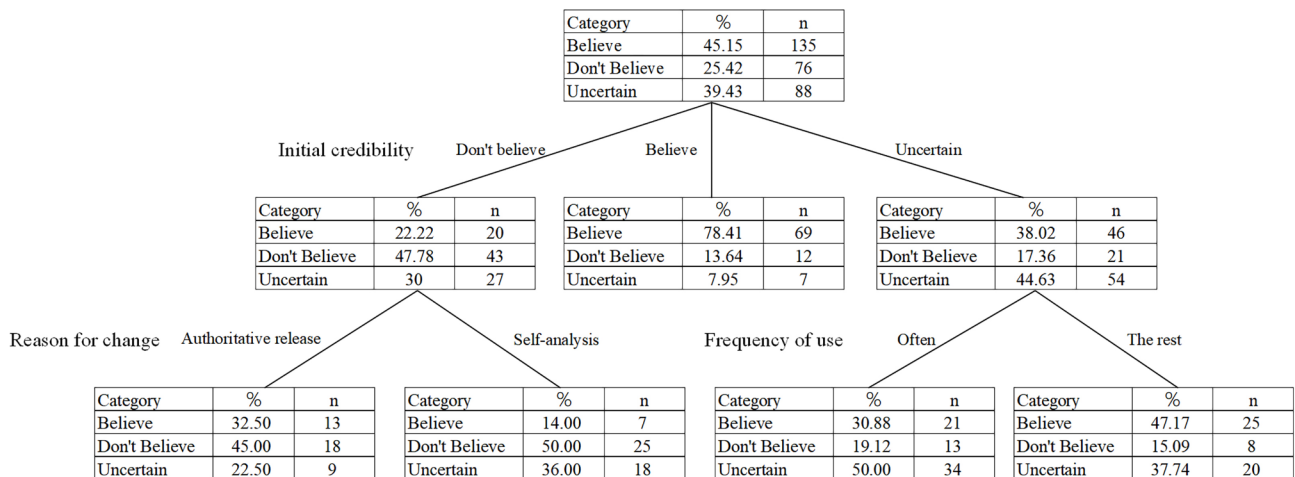 Category % n
Believe 45.15 135
Don't Believe 25.42 76
Uncertain 39.43 88
Initial credibility Don't believe Believe Uncertain
Category % n Category % n Category % n
Believe 22.22 20 Believe 78.41 69 Believe 38.02 46
Don't Believe 47.78 43 Don't Believe 13.64 12 Don't Believe 17.36 21
Uncertain 30 27 Uncertain 7.95 7 Uncertain 44.63 54
Reason for change Authoritative release Self-analysis Frequency of use Often The rest
Category % n Category % n Category % n Category % n
Believe 32.50 13 Believe 14.00 7 Believe 30.88 21 Believe 47.17 25
Don't Believe 45.00 18 Don't Believe 50.00 25 Don't Believe 19.12 13 Don't Believe 15.09 8
Uncertain 22.50 9 Uncertain 36.00 18 Uncertain 50.00 34 Uncertain 37.74 20